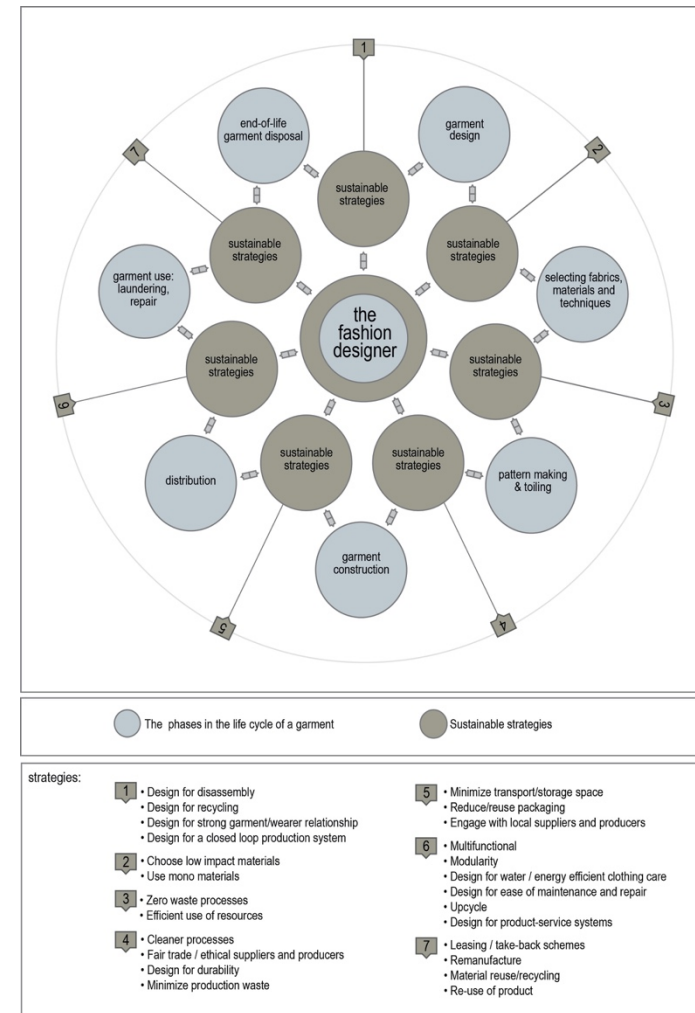 1
end-of-life
garment disposal
garment
design
7
2
sustainable
strategies
sustainable
strategies
sustainable
strategies
garment use:
laundering,
repair
selecting fabrics,
materials and
techniques
the
fashion
designer
sustainable
strategies
sustainable
strategies
6
3
sustainable
strategies
sustainable
strategies
distribution
pattern making
& toiling
garment
construction
5
4
The phases in the life cycle of a garment
Sustainable strategies
strategies:
1
• Design for disassembly
• Design for recycling
• Design for strong garment/wearer relationship
• Design for a closed loop production system
2
• Choose low impact materials
• Use mono materials
3
• Zero waste processes
• Efficient use of resources
4
• Cleaner processes
• Fair trade / ethical suppliers and producers
• Design for durability
• Minimize production waste
5
• Minimize transport/storage space
• Reduce/reuse packaging
• Engage with local suppliers and producers
6
• Multifunctional
• Modularity
• Design for water / energy efficient clothing care
• Design for ease of maintenance and repair
• Upcycle
• Design for product-service systems
7
• Leasing / take-back schemes
• Remanufacture
• Material reuse/recycling
• Re-use of product